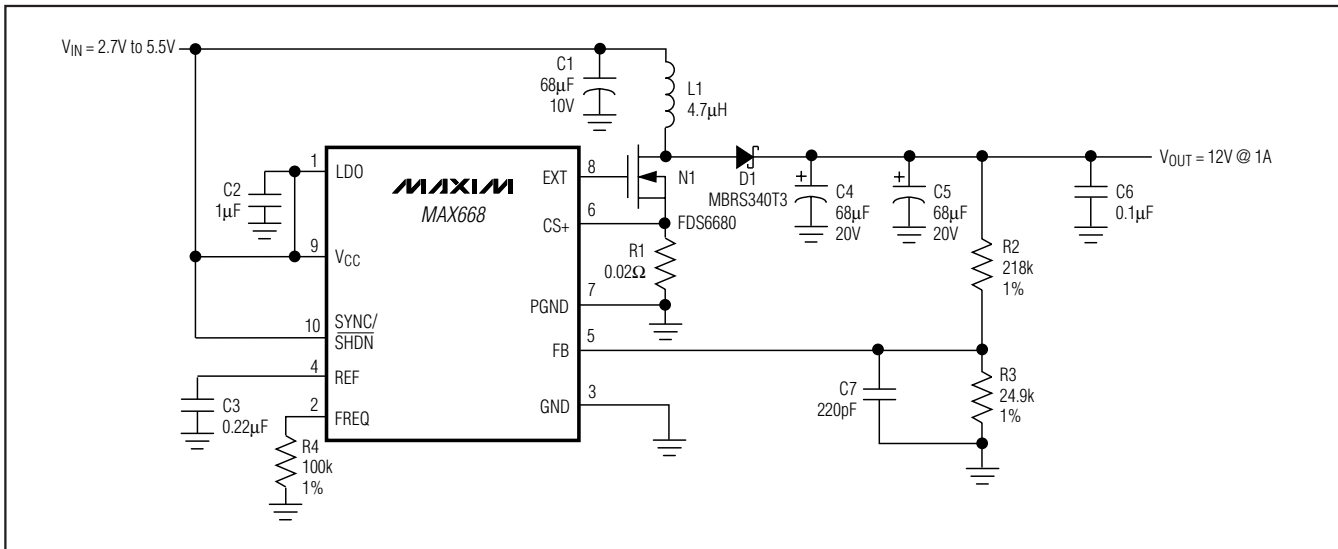 VIN = 2.7V to 5.5V
C1
68µF
10V
L1
4.7µH
1
LDO
C2
1µF
MAXIM
MAX668
EXT
8
N1
FDS6680
D1
MBRS340T3
C4
68µF
20V
C5
68µF
20V
C6
0.1µF
VOUT = 12V @ 1A
6
CS+
R1
0.02Ω
R2
218k
1%
9
VCC
7
PGND
10
SYNC/
SHDN
5
FB
4
REF
C3
0.22µF
C7
220pF
R3
24.9k
1%
3
GND
2
FREQ
R4
100k
1%
+
+